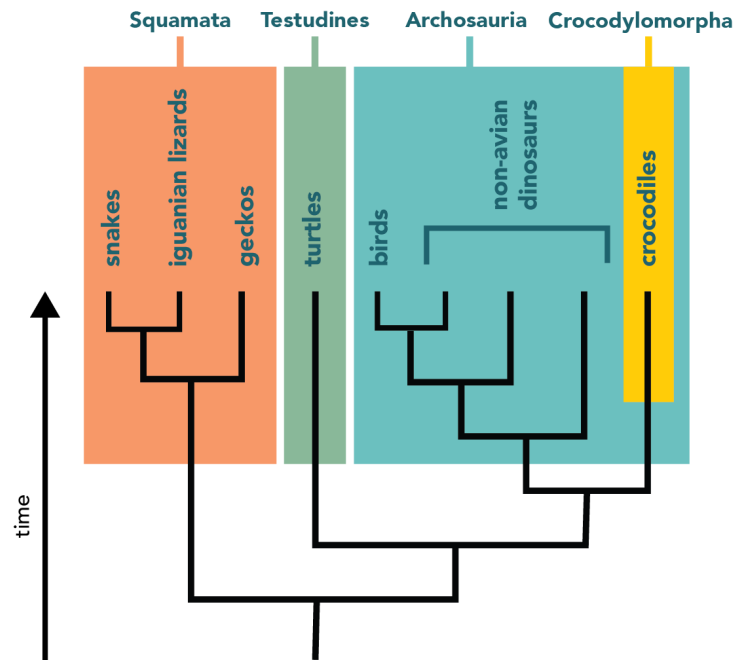 Squamata
Testudines
Archosauria
Crocodylomorpha
snakes
iguanian lizards
geckos
turtles
birds
non-avian
dinosaurs
crocodiles
time